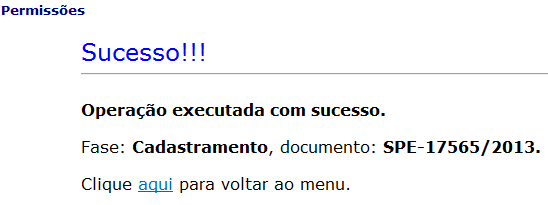 Permissões
Sucesso!!!
Operação executada com sucesso.
Fase: Cadastramento, documento: SPE-17565/2013.
Clique aqui para voltar ao menu.